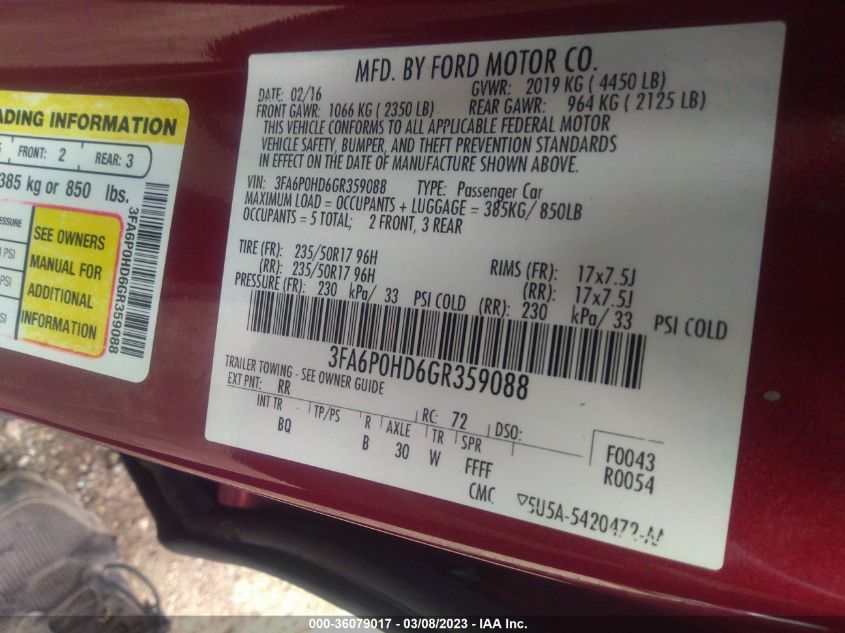 ADING INFORMATION
FRONT: 2 REAR: 3
385 kg or 850 lbs.
SEE OWNERS
MANUAL FOR
ADDITIONAL
INFORMATION
PSI
3FA6P0HD6GR359088
MFD. BY FORD MOTOR CO.
DATE: 02/16 GVWR: 2019 KG ( 4450 LB)
FRONT GAWR: 1066 KG ( 2350 LB) REAR GAWR: 964 KG ( 2125 LB)
THIS VEHICLE CONFORMS TO ALL APPLICABLE FEDERAL MOTOR
VEHICLE SAFETY, BUMPER, AND THEFT PREVENTION STANDARDS
IN EFFECT ON THE DATE OF MANUFACTURE SHOWN ABOVE.
VIN: 3FA6P0HD6GR359088 TYPE: Passenger Car
MAXIMUM LOAD = OCCUPANTS + LUGGAGE = 385KG/ 850LB
OCCUPANTS = 5 TOTAL; 2 FRONT, 3 REAR
TIRE (FR): 235/50R17 96H RIMS (FR): 17x7.5J
(RR): 235/50R17 96H (RR): 17x7.5J
PRESSURE (FR): 230 kPa/ 33 PSI COLD (RR): 230 kPa/ 33 PSI COLD
3FA6P0HD6GR359088
TRAILER TOWING - SEE OWNER GUIDE
EXT PNT: RR RC: 72 DSO:
INT TR TP/PS R AXLE TR SPR F0043
BQ B 30 W FFFF R0054
CMC 5U5A-5420472-AA
000-36079017 — 03/08/2023 — IAA Inc.